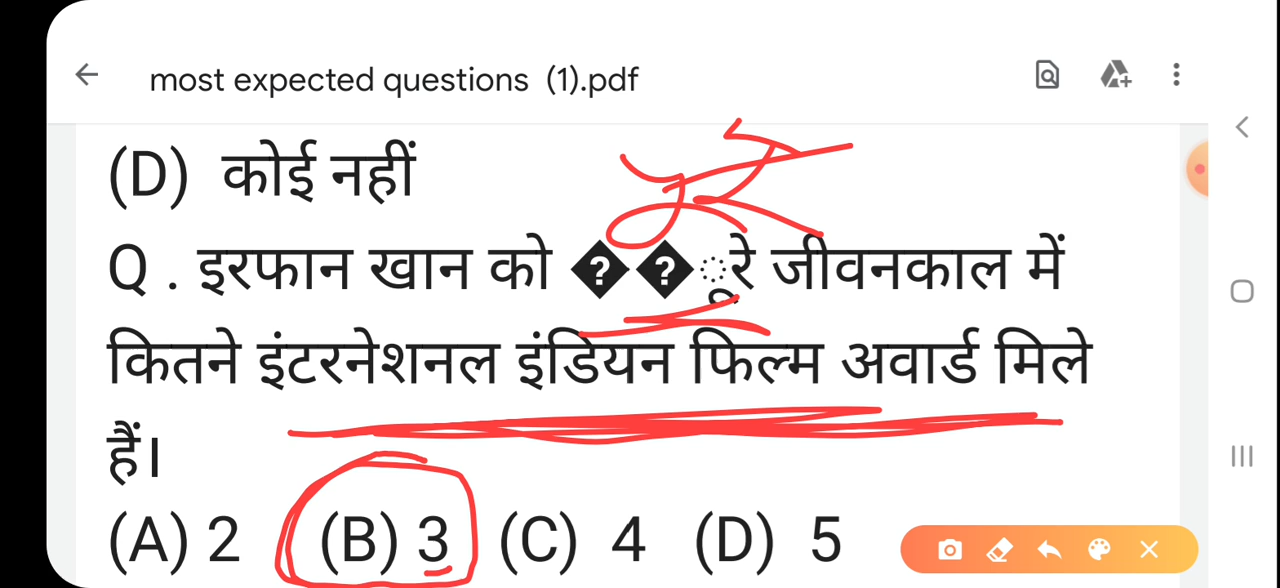 most expected questions (1).pdf
(D) कोई नहीं
पूरे
Q . इरफान खान को ��ूरे जीवनकाल में
कितने इंटरनेशनल इंडियन फिल्म अवार्ड मिले
हैं।
(A) 2 (B) 3 (C) 4 (D) 5